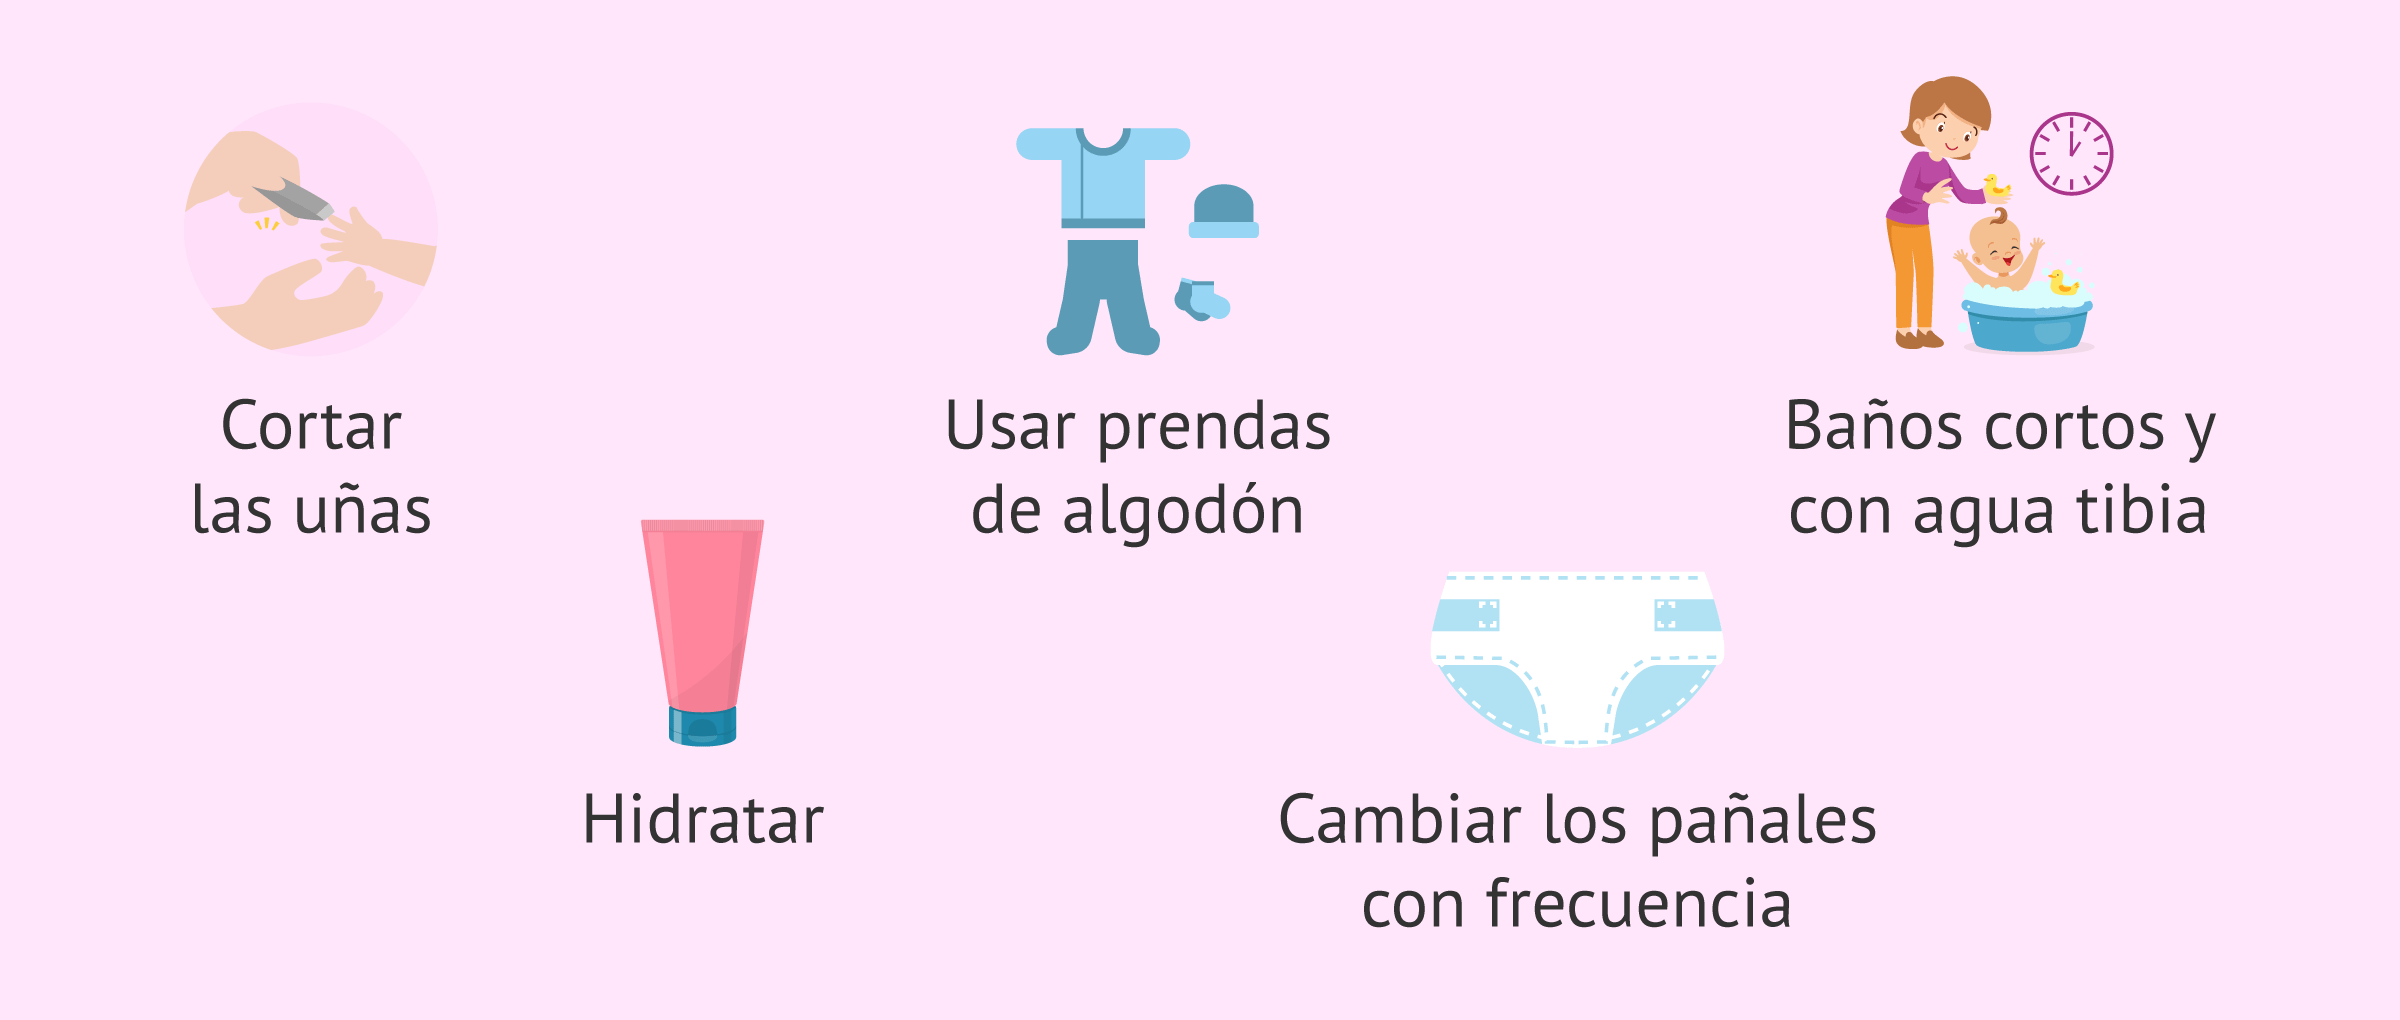 Cortar
las uñas
Usar prendas
de algodón
Baños cortos y
con agua tibia
Hidratar
Cambiar los pañales
con frecuencia